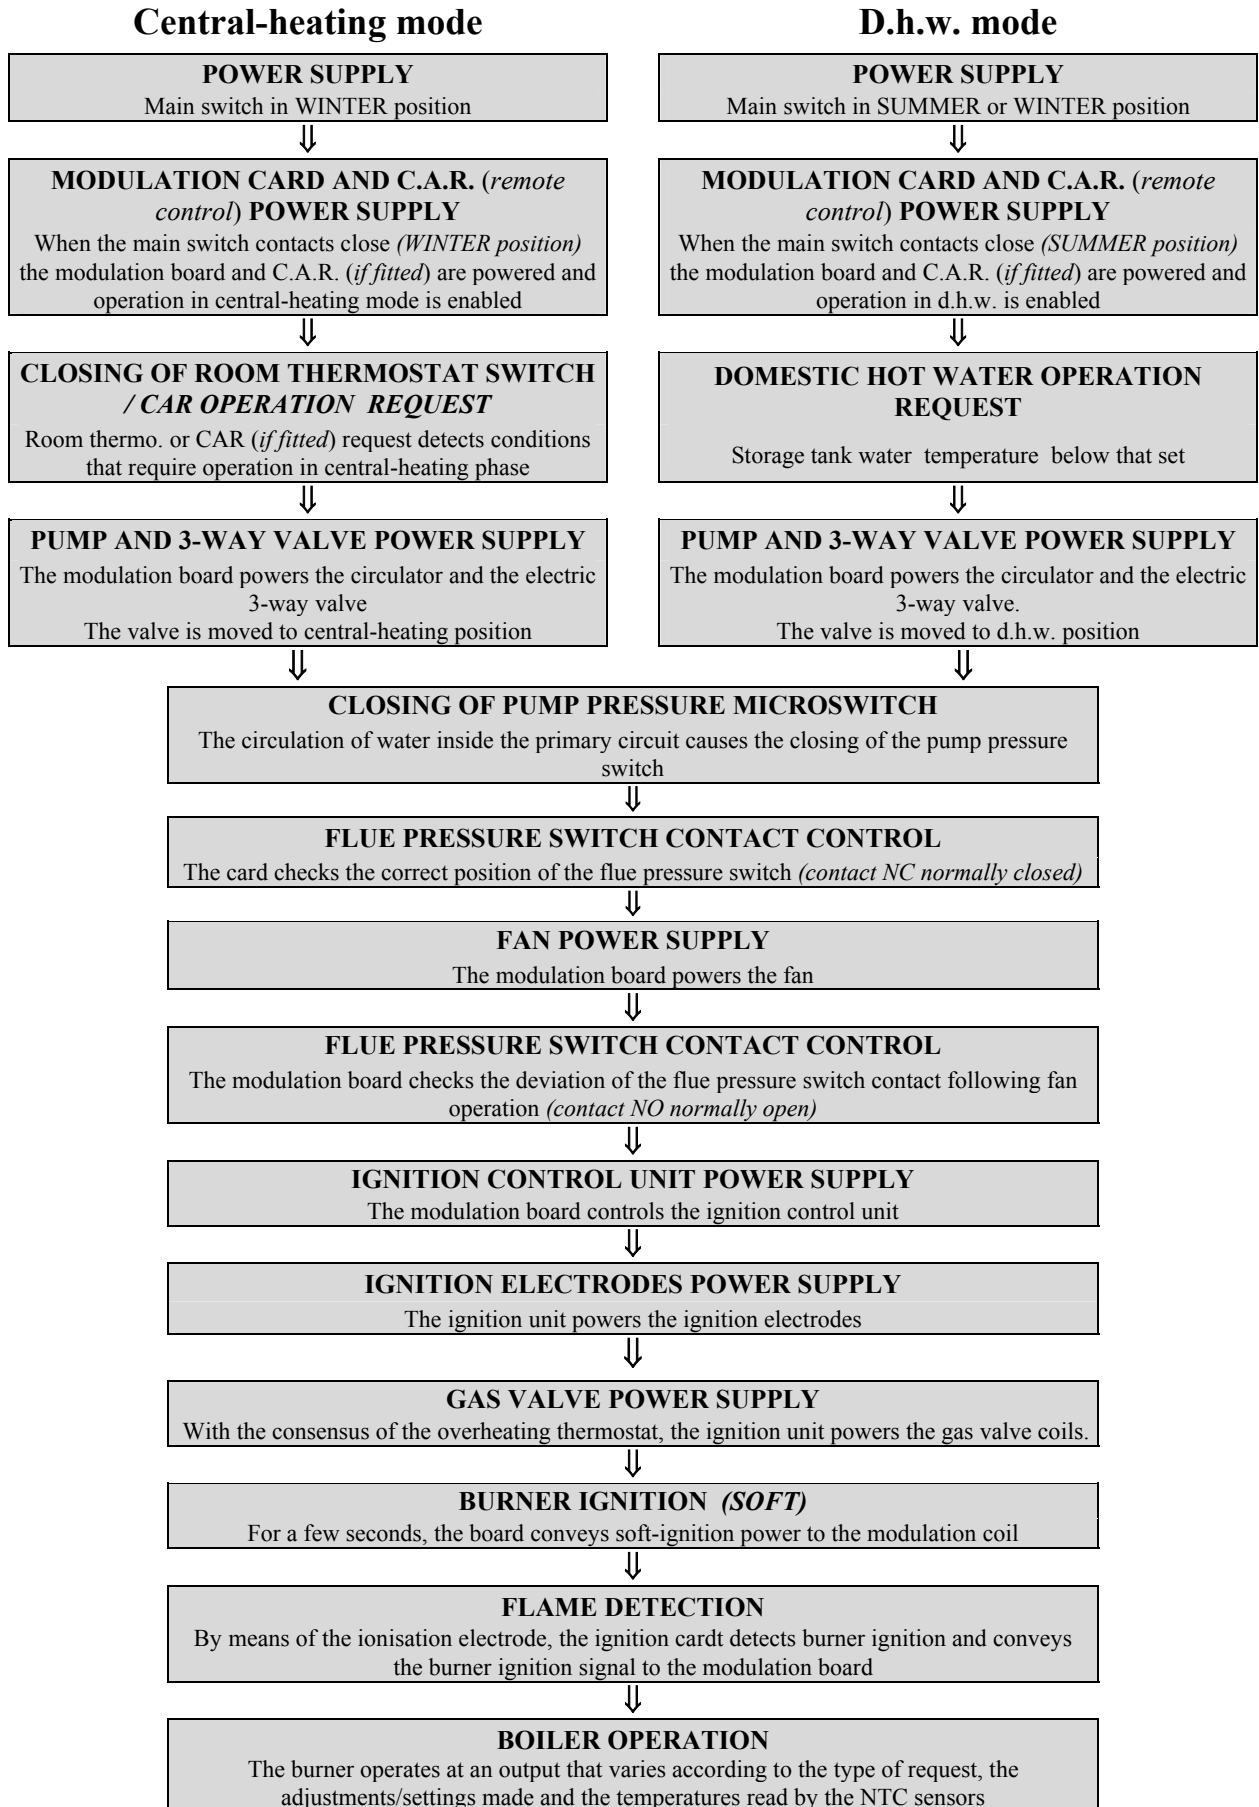 Central-heating mode
POWER SUPPLY
Main switch in WINTER position
⇓
MODULATION CARD AND C.A.R. (remote
control) POWER SUPPLY
When the main switch contacts close (WINTER position)
the modulation board and C.A.R. (if fitted) are powered and
operation in central-heating mode is enabled
⇓
CLOSING OF ROOM THERMOSTAT SWITCH
/ CAR OPERATION REQUEST
Room thermo. or CAR (if fitted) request detects conditions
that require operation in central-heating phase
⇓
PUMP AND 3-WAY VALVE POWER SUPPLY
The modulation board powers the circulator and the electric
3-way valve
The valve is moved to central-heating position
⇓
D.h.w. mode
POWER SUPPLY
Main switch in SUMMER or WINTER position
⇓
MODULATION CARD AND C.A.R. (remote
control) POWER SUPPLY
When the main switch contacts close (SUMMER position)
the modulation board and C.A.R. (if fitted) are powered and
operation in d.h.w. is enabled
⇓
DOMESTIC HOT WATER OPERATION
REQUEST
Storage tank water temperature below that set
⇓
PUMP AND 3-WAY VALVE POWER SUPPLY
The modulation board powers the circulator and the electric
3-way valve.
The valve is moved to d.h.w. position
⇓
CLOSING OF PUMP PRESSURE MICROSWITCH
The circulation of water inside the primary circuit causes the closing of the pump pressure
switch
⇓
FLUE PRESSURE SWITCH CONTACT CONTROL
The card checks the correct position of the flue pressure switch (contact NC normally closed)
⇓
FAN POWER SUPPLY
The modulation board powers the fan
⇓
FLUE PRESSURE SWITCH CONTACT CONTROL
The modulation board checks the deviation of the flue pressure switch contact following fan
operation (contact NO normally open)
⇓
IGNITION CONTROL UNIT POWER SUPPLY
The modulation board controls the ignition control unit
⇓
IGNITION ELECTRODES POWER SUPPLY
The ignition unit powers the ignition electrodes
⇓
GAS VALVE POWER SUPPLY
With the consensus of the overheating thermostat, the ignition unit powers the gas valve coils.
⇓
BURNER IGNITION (SOFT)
For a few seconds, the board conveys soft-ignition power to the modulation coil
⇓
FLAME DETECTION
By means of the ionisation electrode, the ignition cardt detects burner ignition and conveys
the burner ignition signal to the modulation board
⇓
BOILER OPERATION
The burner operates at an output that varies according to the type of request, the
adjustments/settings made and the temperatures read by the NTC sensors